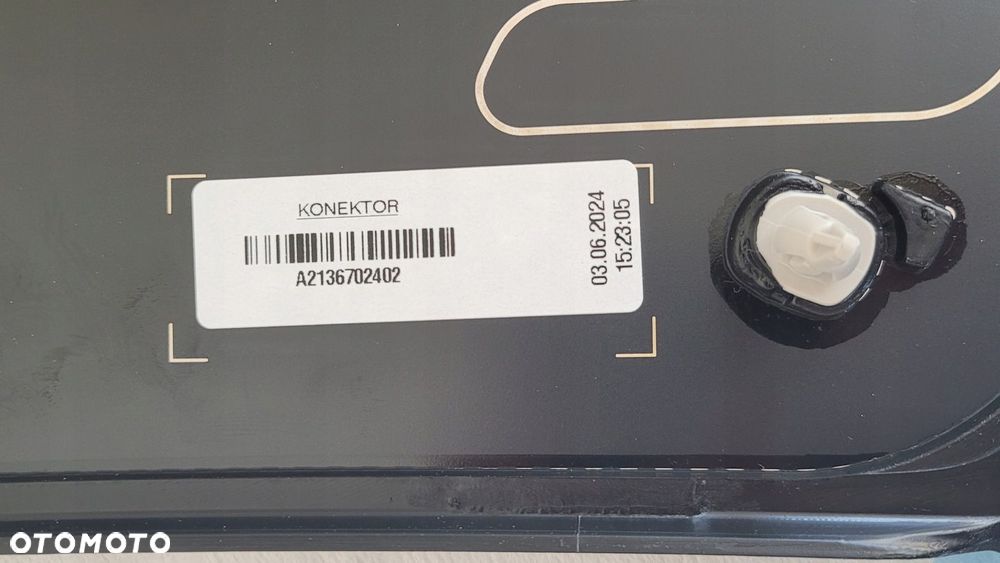 KONEKTOR
A2136702402
03.06.2024
15:23:05
OTOMOTO